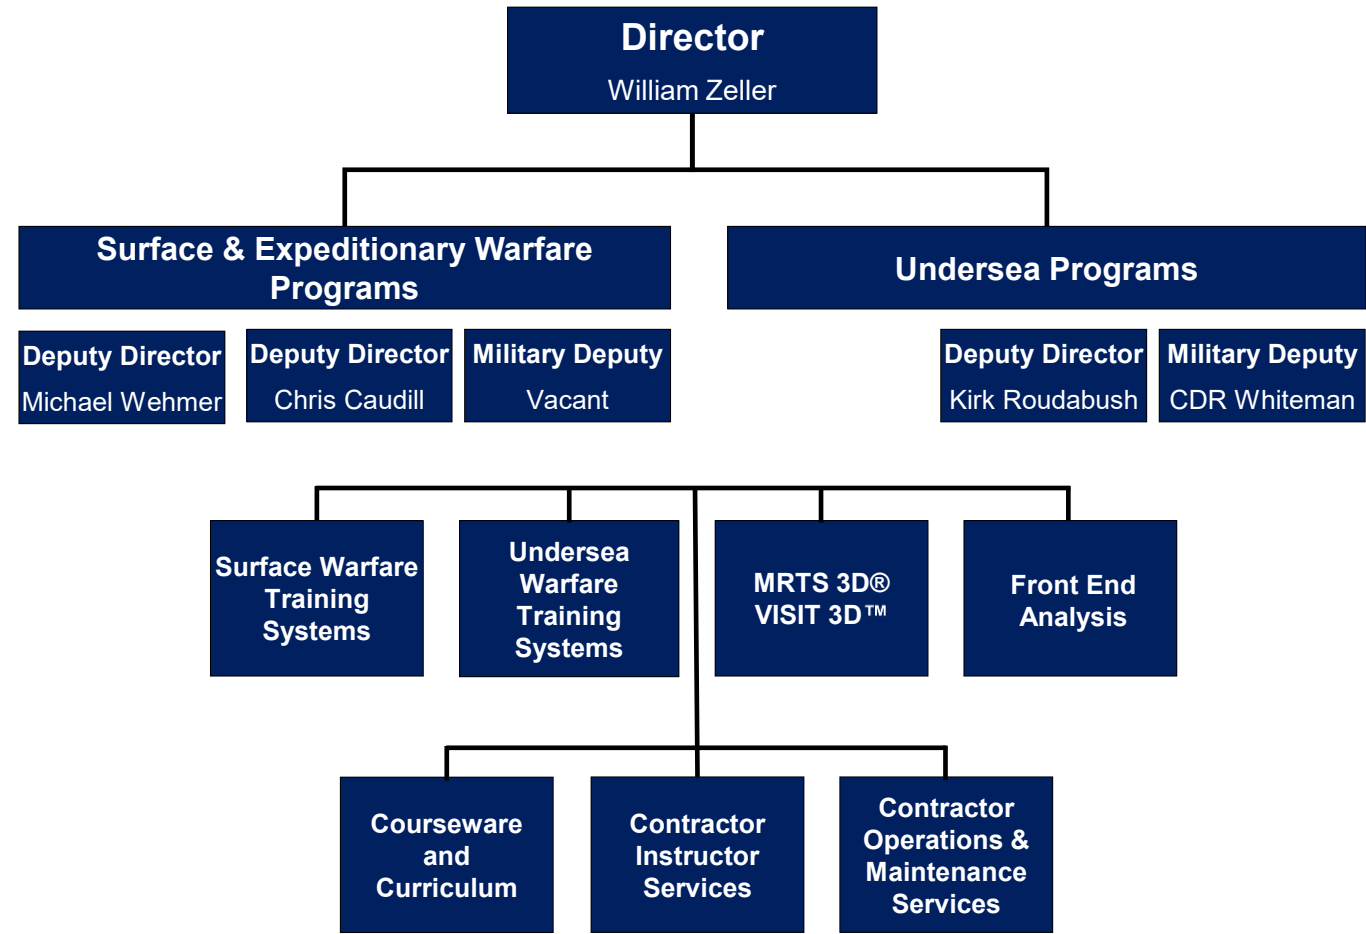 Director
William Zeller
Surface & Expeditionary Warfare
Programs
Undersea Programs
Deputy Director
Michael Wehmer
Deputy Director
Chris Caudill
Military Deputy
Vacant
Deputy Director
Kirk Roudabush
Military Deputy
CDR Whiteman
Surface Warfare
Training
Systems
Undersea
Warfare
Training
Systems
MRTS 3D®
VISIT 3D™
Front End
Analysis
Courseware
and
Curriculum
Contractor
Instructor
Services
Contractor
Operations &
Maintenance
Services